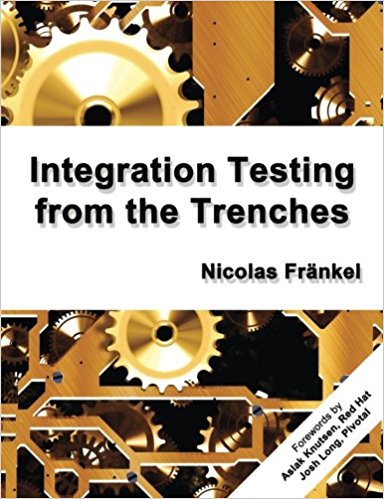 Integration Testing
from the Trenches
Nicolas Fränkel
Forewords by
Aslak Knutsen, Red Hat
Josh Long, Pivotal